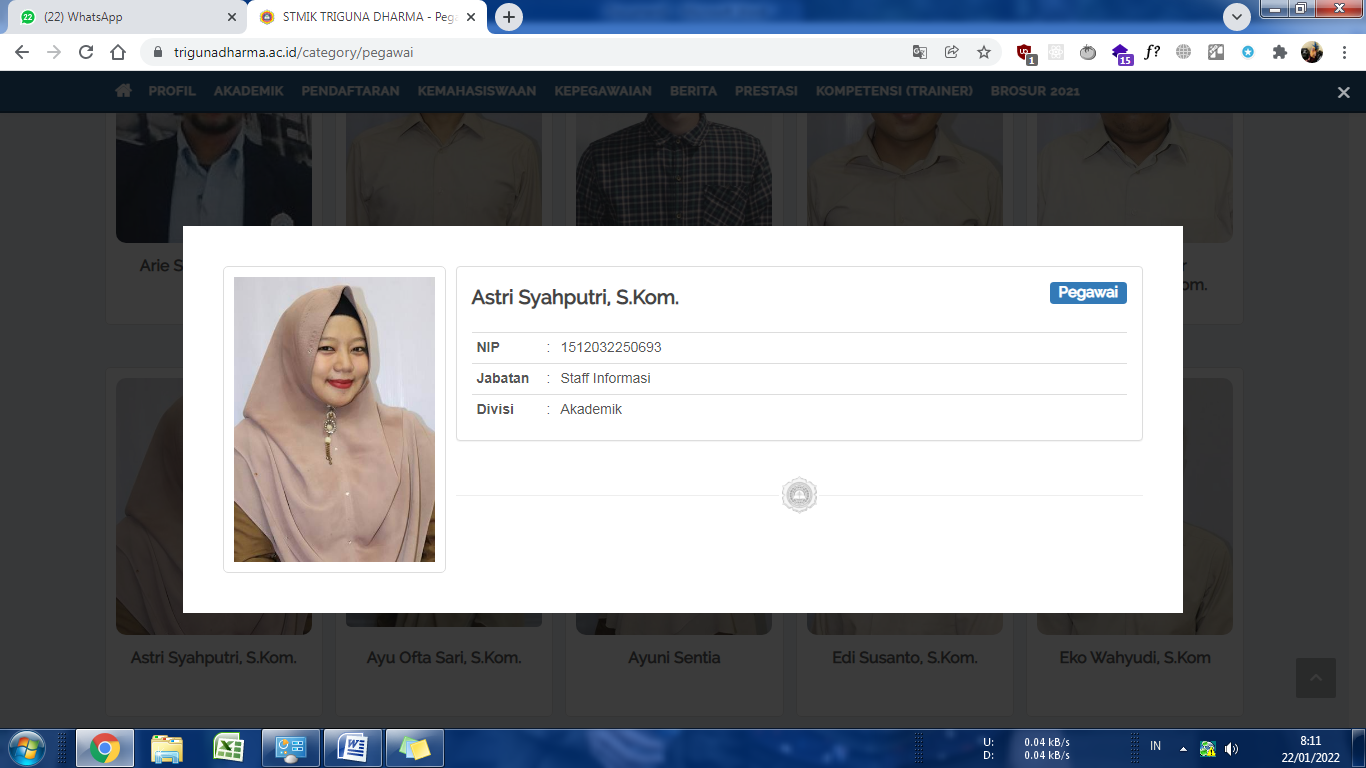 (22) WhatsApp
STMIK TRIGUNA DHARMA - Peg
trigunadharma.ac.id/category/pegawai
1
15
f?
PROFIL AKADEMIK PENDAFTARAN KEMAHASISWAAN KEPEGAWAIAN BERITA PRESTASI KOMPETENSI (TRAINER) BROSUR 2021
Arie S
Astri Syahputri, S.Kom.
Pegawai
NIP : 1512032250693
Jabatan : Staff Informasi
Divisi : Akademik
Astri Syahputri, S.Kom.
Ayu Ofta Sari, S.Kom.
Ayuni Sentia
Edi Susanto, S.Kom.
Eko Wahyudi, S.Kom
U: 0.04 kB/s
D: 0.04 kB/s
IN
8:11
22/01/2022